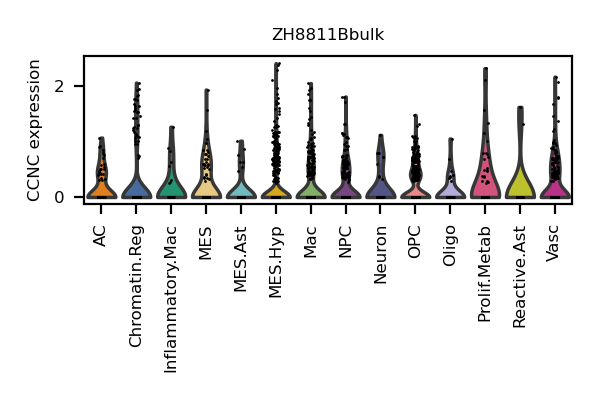 ZH8811Bbulk
CCNC expression
2
0
AC
Chromatin.Reg
Inflammatory.Mac
MES
MES.Ast
MES.Hyp
Mac
NPC
Neuron
OPC
Oligo
Prolif.Metab
Reactive.Ast
Vasc